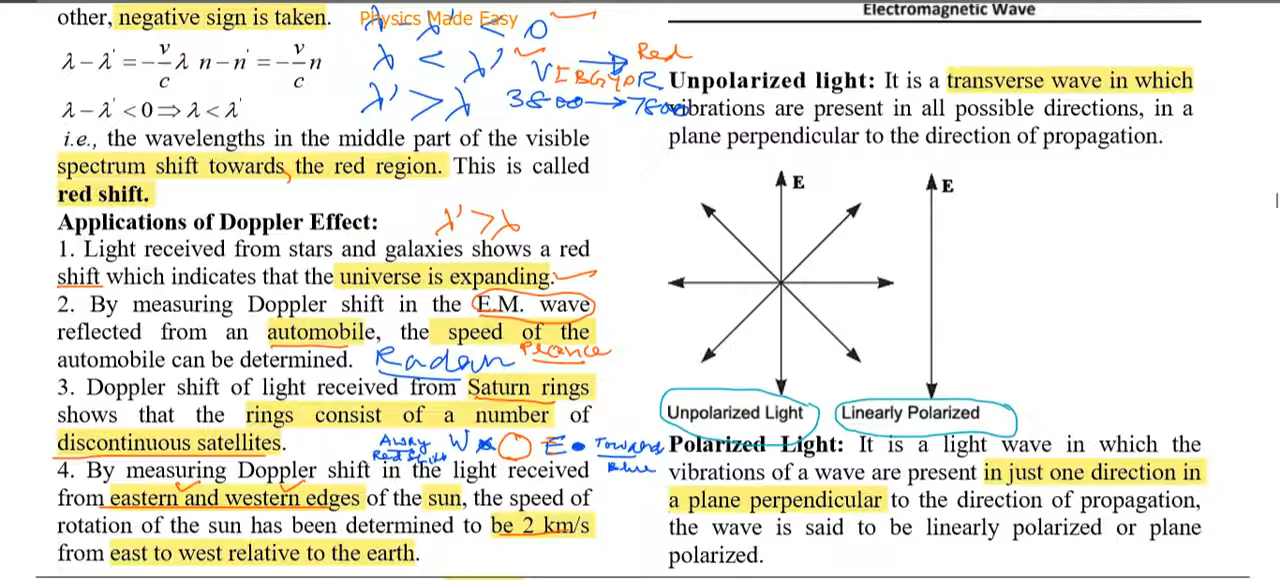 other, negative sign is taken.
Physics Made Easy
λ - λ' < 0
λ - λ' = -v/c λ  n - n' = -v/c n
λ < λ'
Red
VIBGYOR
λ - λ' < 0 ⇒ λ < λ'
λ' > λ
3800 → 7800
i.e., the wavelengths in the middle part of the visible
spectrum shift towards the red region. This is called
red shift.
Applications of Doppler Effect:
λ' > λ
1. Light received from stars and galaxies shows a red
shift which indicates that the universe is expanding.
2. By measuring Doppler shift in the E.M. wave
reflected from an automobile, the speed of the
automobile can be determined.
3. Doppler shift of light received from Saturn rings
shows that the rings consist of a number of
discontinuous satellites.
Away
Red Shift
W
E
Toward
Blue
4. By measuring Doppler shift in the light received
from eastern and western edges of the sun, the speed of
rotation of the sun has been determined to be 2 km/s
from east to west relative to the earth.
Electromagnetic Wave
Unpolarized light: It is a transverse wave in which
vibrations are present in all possible directions, in a
plane perpendicular to the direction of propagation.
E
E
Unpolarized Light
Linearly Polarized
Polarized Light: It is a light wave in which the
vibrations of a wave are present in just one direction in
a plane perpendicular to the direction of propagation,
the wave is said to be linearly polarized or plane
polarized.